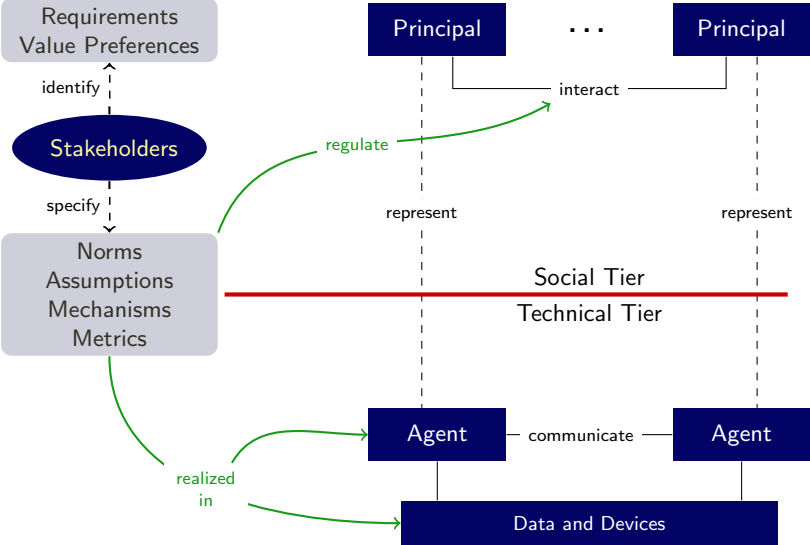 Requirements
Value Preferences
identify
Stakeholders
specify
Norms
Assumptions
Mechanisms
Metrics
Principal
...
Principal
interact
regulate
represent
represent
Social Tier
Technical Tier
Agent
communicate
Agent
realized
in
Data and Devices